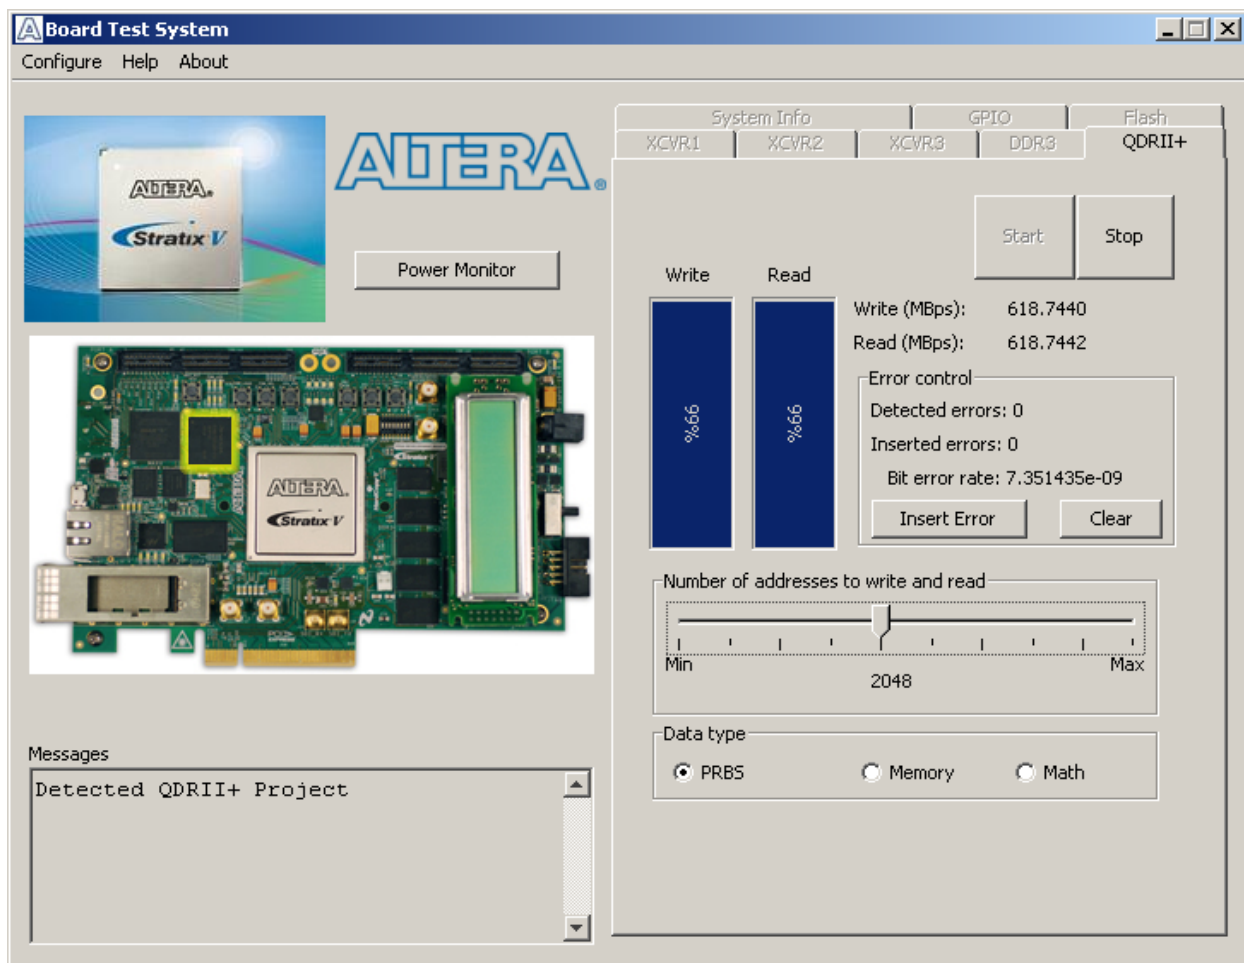 Board Test System
Configure Help About
ALTERA®
Stratix V
ALTERA®
Power Monitor
ALTERA®
Stratix V
Messages
Detected QDRII+ Project
System Info GPIO Flash
XCVR1 XCVR2 XCVR3 DDR3 QDRII+
Start Stop
Write Read
99%
99%
Write (MBps): 618.7440
Read (MBps): 618.7442
Error control
Detected errors: 0
Inserted errors: 0
Bit error rate: 7.351435e-09
Insert Error Clear
Number of addresses to write and read
Min Max
2048
Data type
PRBS Memory Math